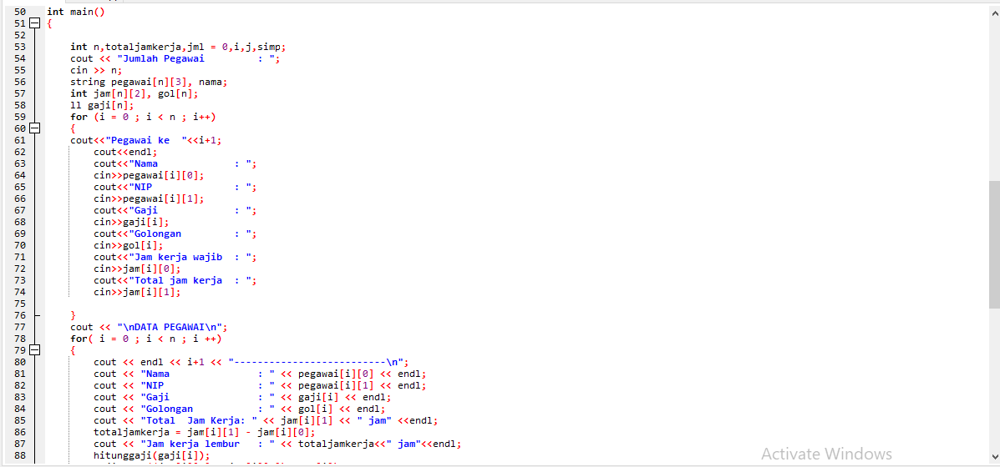 50 int main()
51 {
52
53     int n,totaljamkerja,jml = 0,i,j,simp;
54     cout << "Jumlah Pegawai         : ";
55     cin >> n;
56     string pegawai[n][3], nama;
57     int jam[n][2], gol[n];
58     ll gaji[n];
59     for (i = 0 ; i < n ; i++)
60     {
61     cout<<"Pegawai ke  "<<i+1;
62         cout<<endl;
63         cout<<"Nama             : ";
64         cin>>pegawai[i][0];
65         cout<<"NIP              : ";
66         cin>>pegawai[i][1];
67         cout<<"Gaji             : ";
68         cin>>gaji[i];
69         cout<<"Golongan         : ";
70         cin>>gol[i];
71         cout<<"Jam kerja wajib  : ";
72         cin>>jam[i][0];
73         cout<<"Total jam kerja  : ";
74         cin>>jam[i][1];
75
76     }
77     cout << "\nDATA PEGAWAI\n";
78     for( i = 0 ; i < n ; i ++)
79     {
80         cout << endl << i+1 << "--------------------------\n";
81         cout << "Nama               : " << pegawai[i][0] << endl;
82         cout << "NIP                : " << pegawai[i][1] << endl;
83         cout << "Gaji               : " << gaji[i] << endl;
84         cout << "Golongan           : " << gol[i] << endl;
85         cout << "Total  Jam Kerja: " << jam[i][1] << " jam" <<endl;
86         totaljamkerja = jam[i][1] - jam[i][0];
87         cout << "Jam kerja lembur   : " << totaljamkerja<<" jam"<<endl;
88         hitunggaji(gaji[i]);
Activate Windows